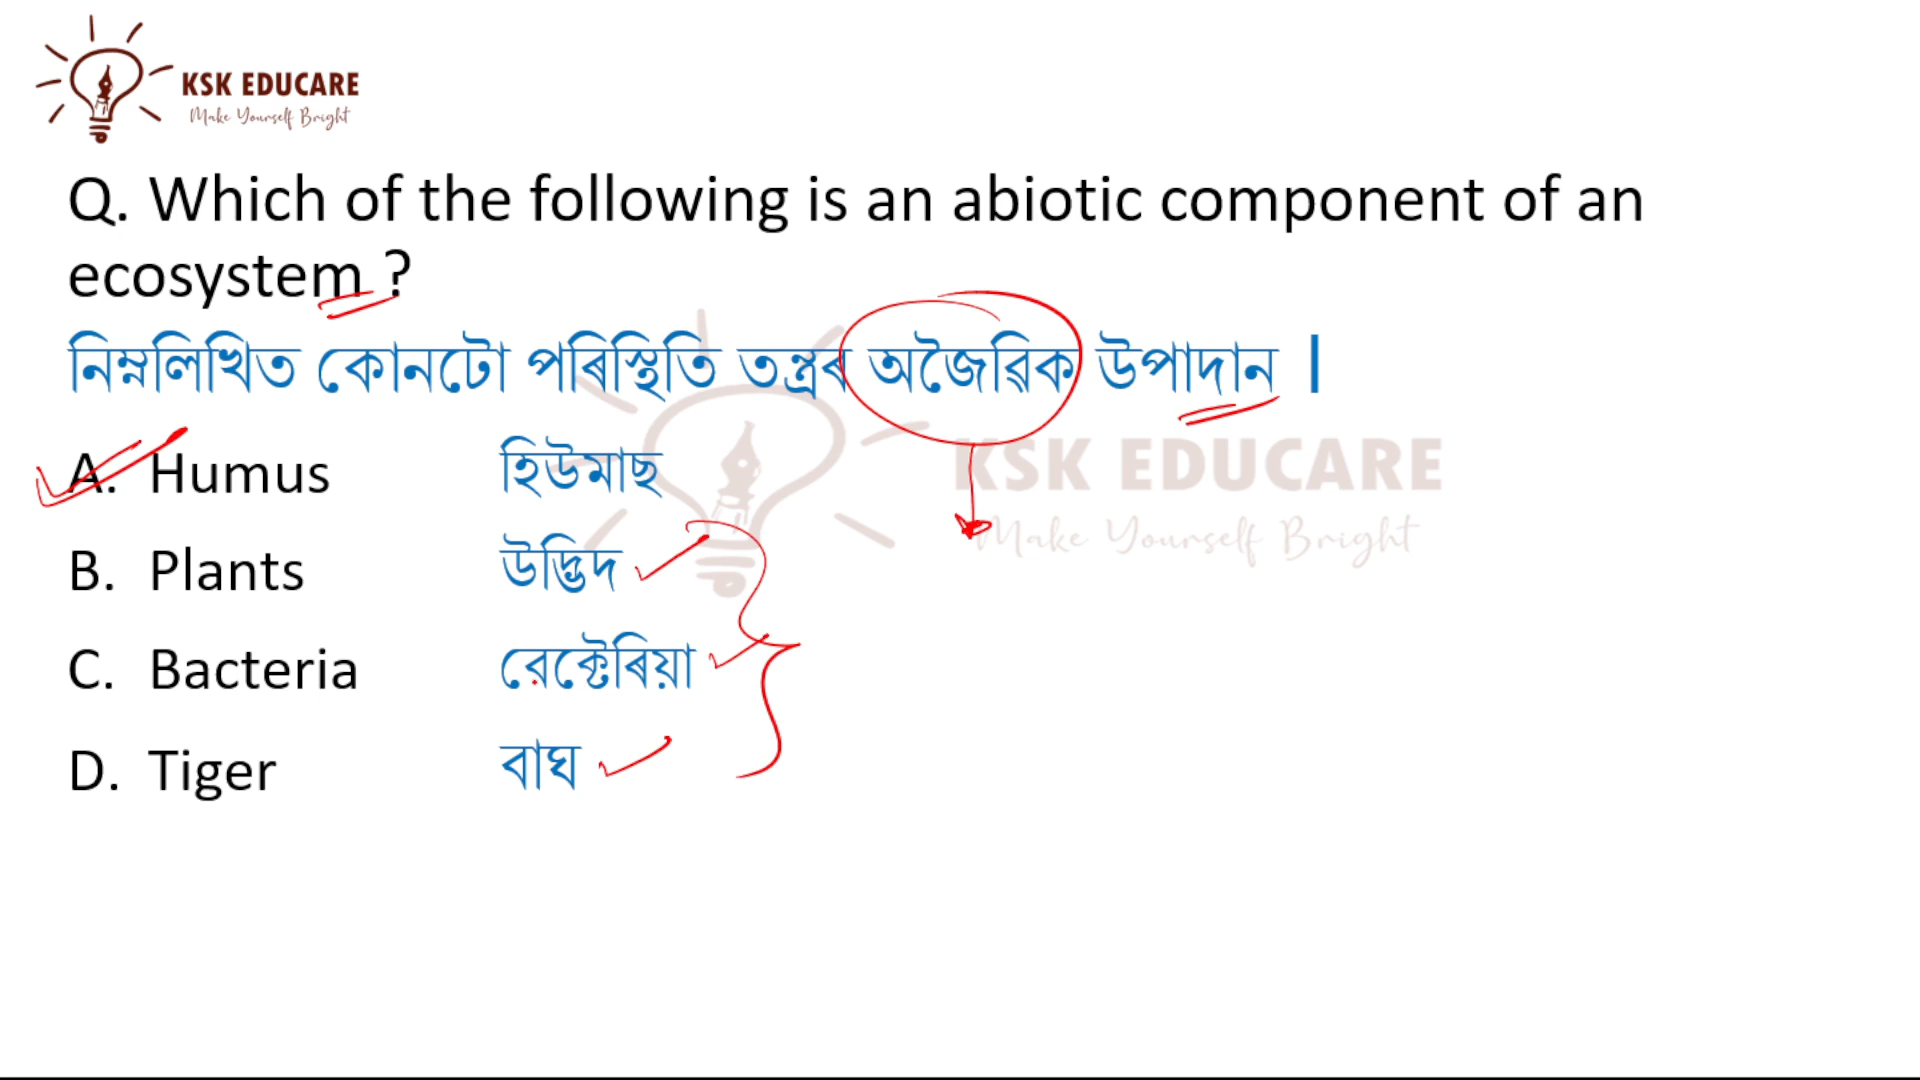 KSK EDUCARE
Make Yourself Bright
Q. Which of the following is an abiotic component of an
ecosystem ?
নিম্নলিখিত কোনটো পৰিস্থিতি তন্ত্ৰৰ অজৈৱিক উপাদান |
KSK EDUCARE
Make Yourself Bright
A. Humus হিউমাছ
B. Plants উদ্ভিদ
C. Bacteria বেক্টেৰিয়া
D. Tiger বাঘ